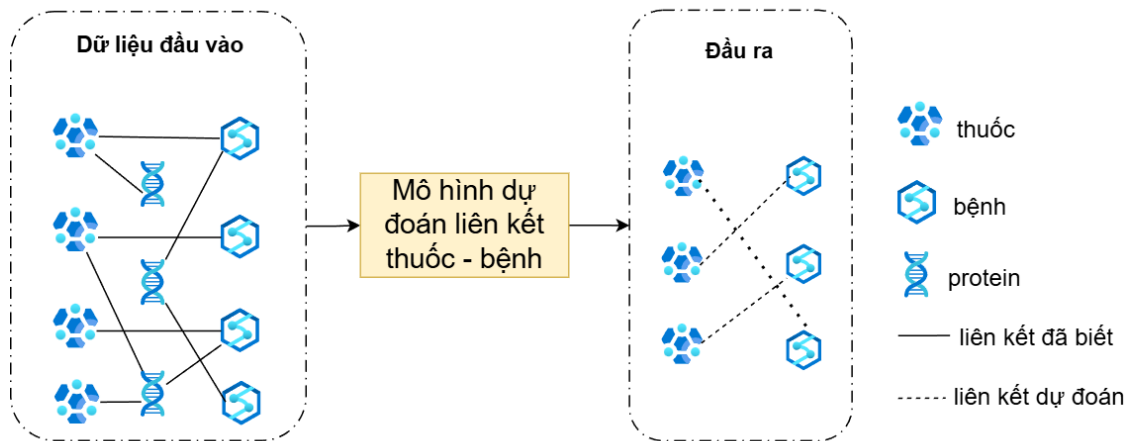 Dữ liệu đầu vào
Mô hình dự
đoán liên kết
thuốc - bệnh
Đầu ra
thuốc
bệnh
protein
liên kết đã biết
liên kết dự đoán